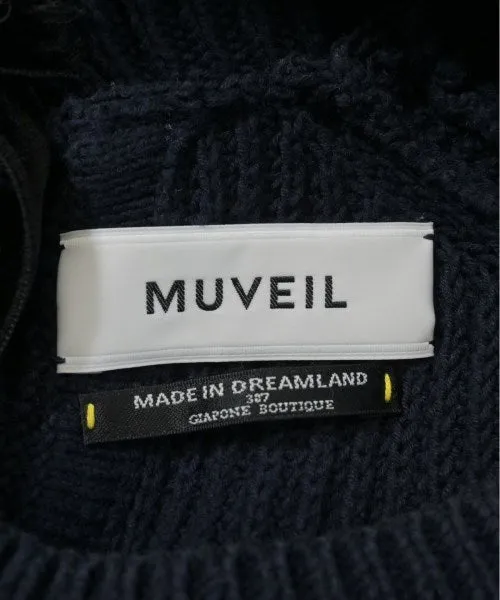 MUVEIL
MADE IN DREAMLAND
387
GIAPONE BOUTIQUE